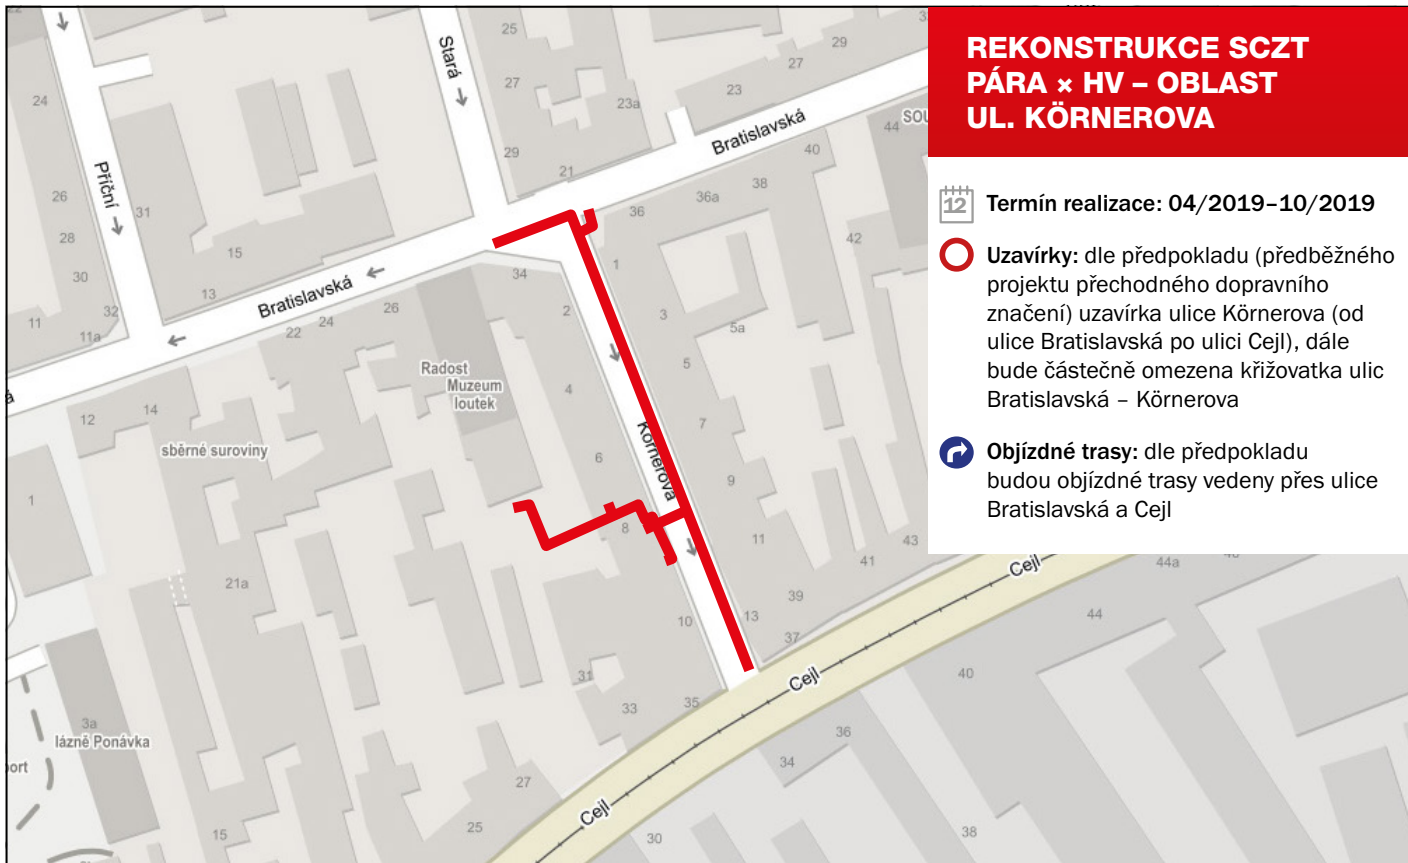 REKONSTRUKCE SCZT
PÁRA × HV – OBLAST
UL. KÖRNEROVA
12
Termín realizace: 04/2019–10/2019
Uzavírky: dle předpokladu (předběžného
projektu přechodného dopravního
značení) uzavírka ulice Körnerova (od
ulice Bratislavská po ulici Cejl), dále
bude částečně omezena křižovatka ulic
Bratislavská – Körnerova
Objízdné trasy: dle předpokladu
budou objízdné trasy vedeny přes ulice
Bratislavská a Cejl
Stará
25
27
29
23a
23
27
29
21
Bratislavská
44
SOU
40
38
36a
36
42
24
Příční
26
28
30
32
11
11a
31
15
13
Bratislavská
22
24
26
34
1
2
3
5a
5
4
7
6
Körnerova
9
8
11
10
13
Radost
Muzeum
loutek
12
14
sběrné suroviny
1
21a
3a
lázně Ponávka
port
15
31
33
35
27
25
37
39
41
43
Cejl
Cejl
Cejl
44a
44
40
36
34
30
38